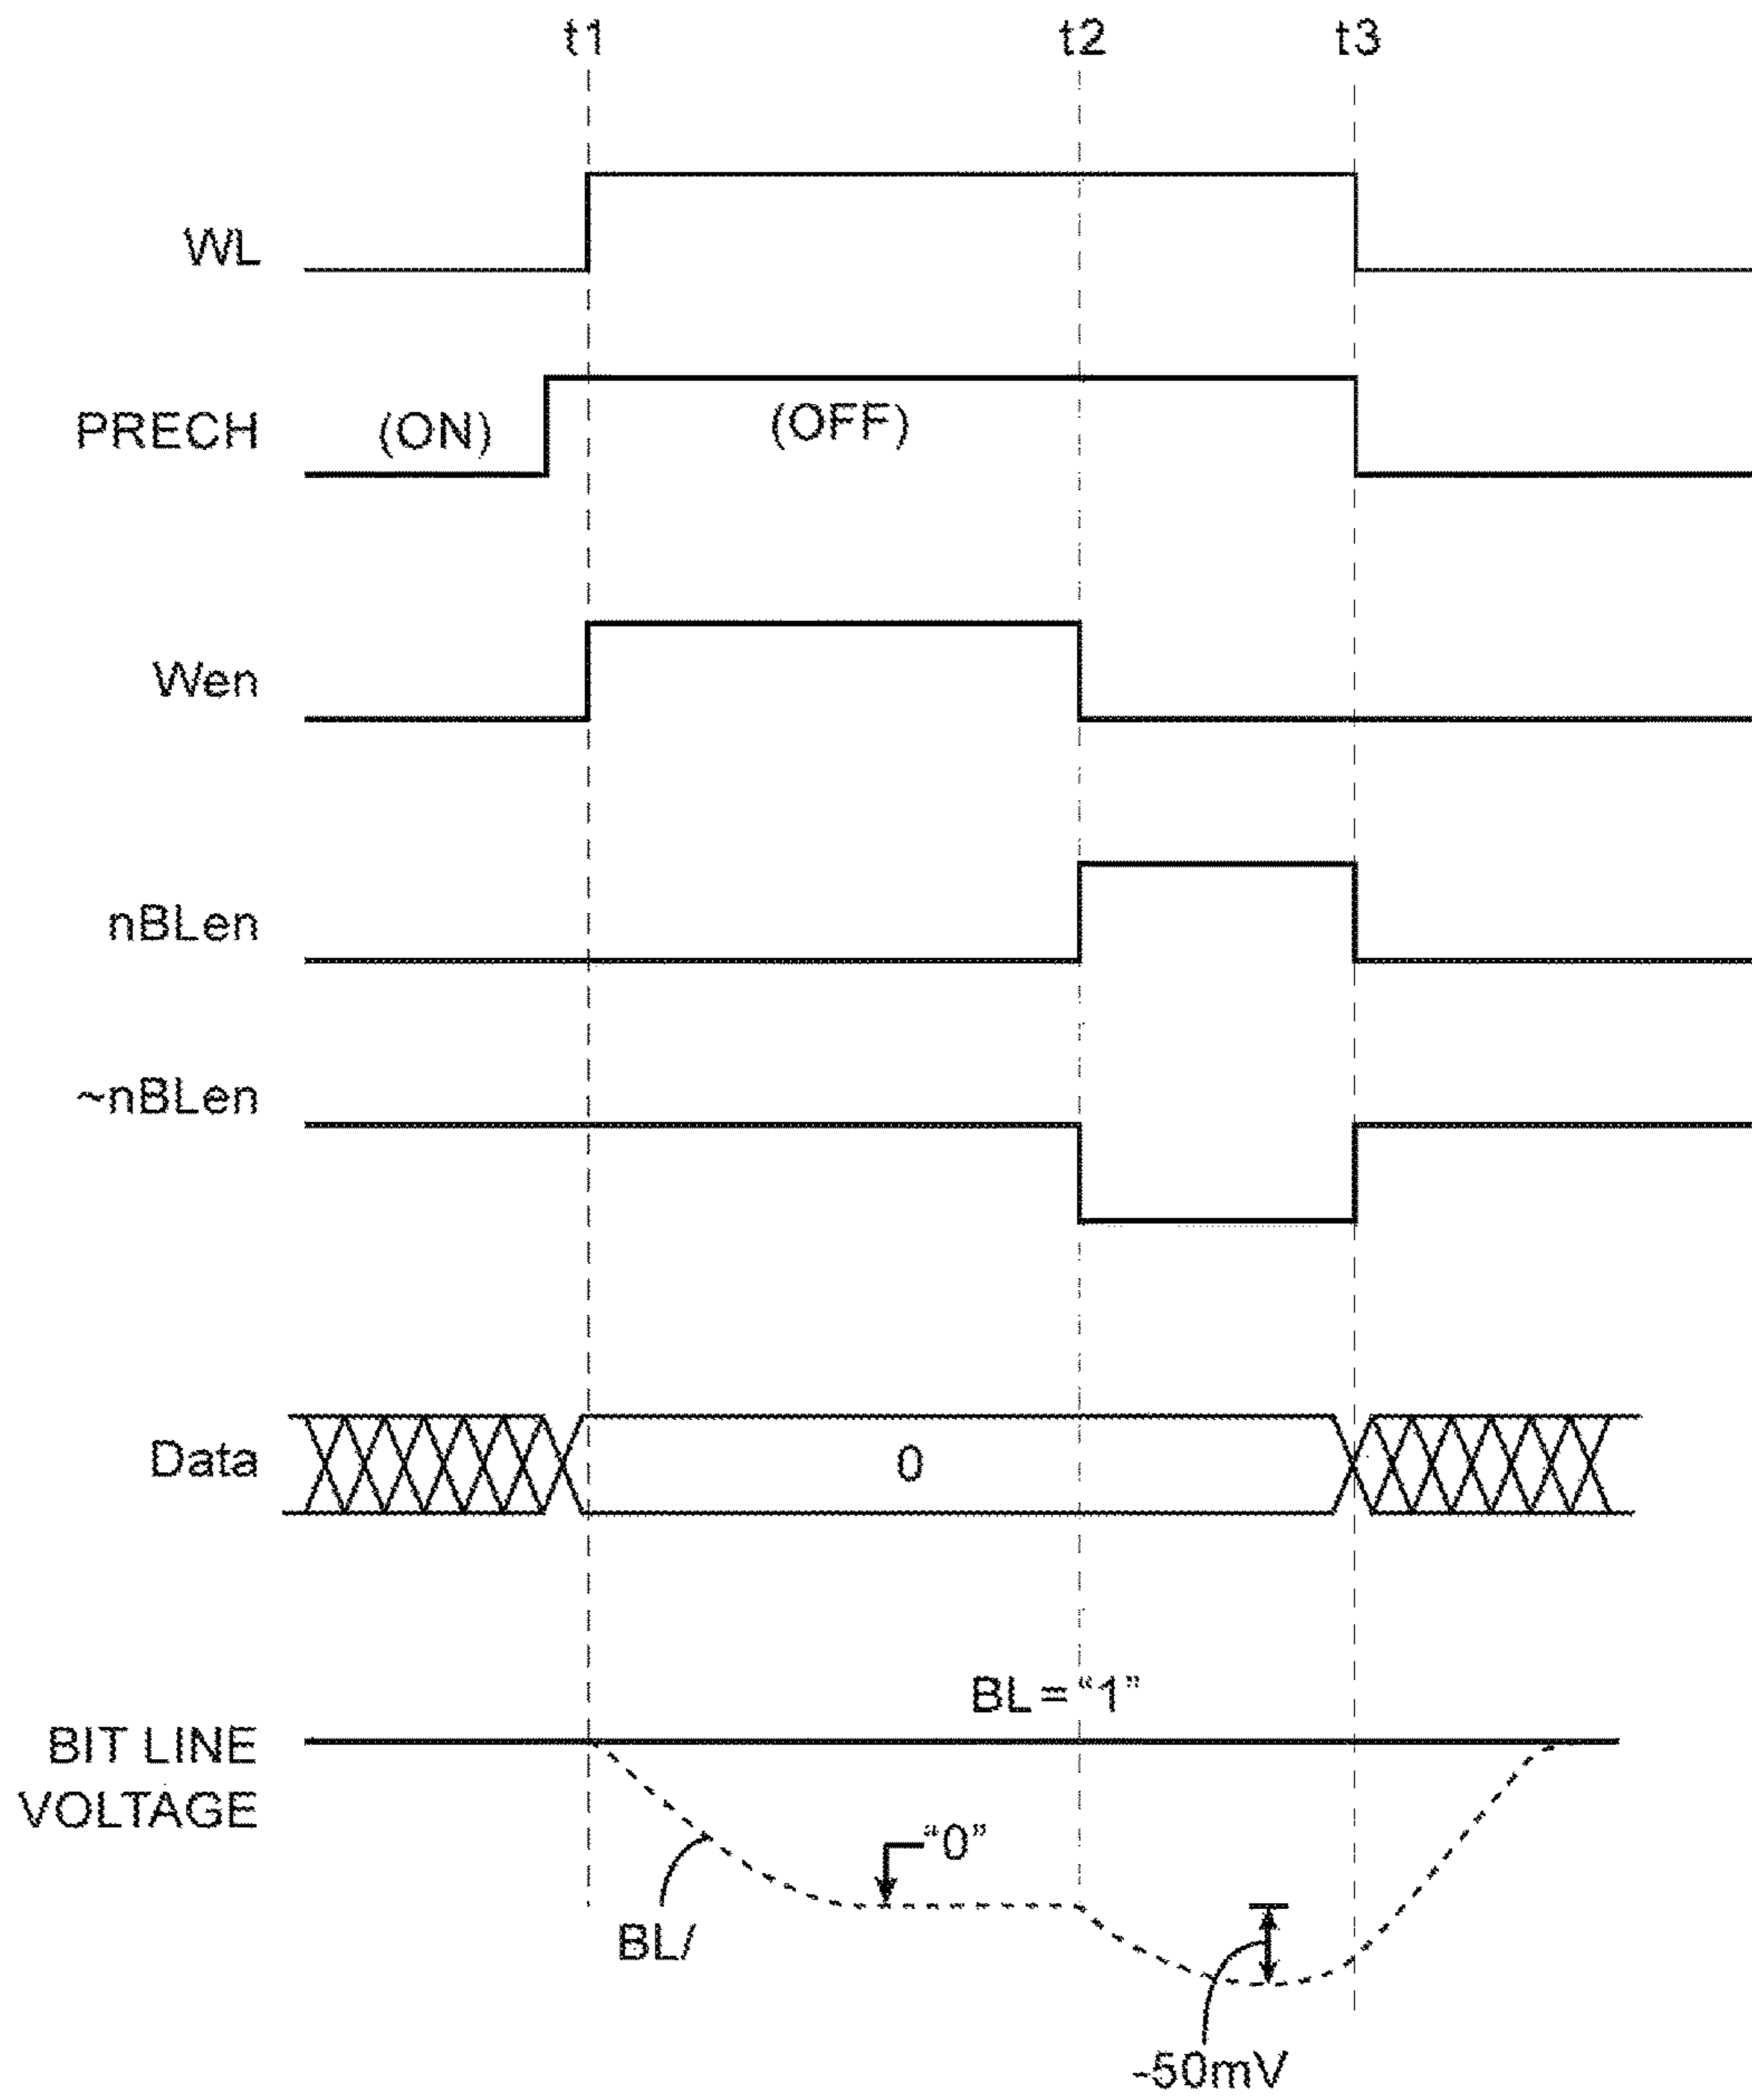 t1 t2 t3
WL
PRECH (ON) (OFF)
Wen
nBLen
~nBLen
Data 0
BL = “1”
BIT LINE
VOLTAGE
“0”
BL/
-50mV